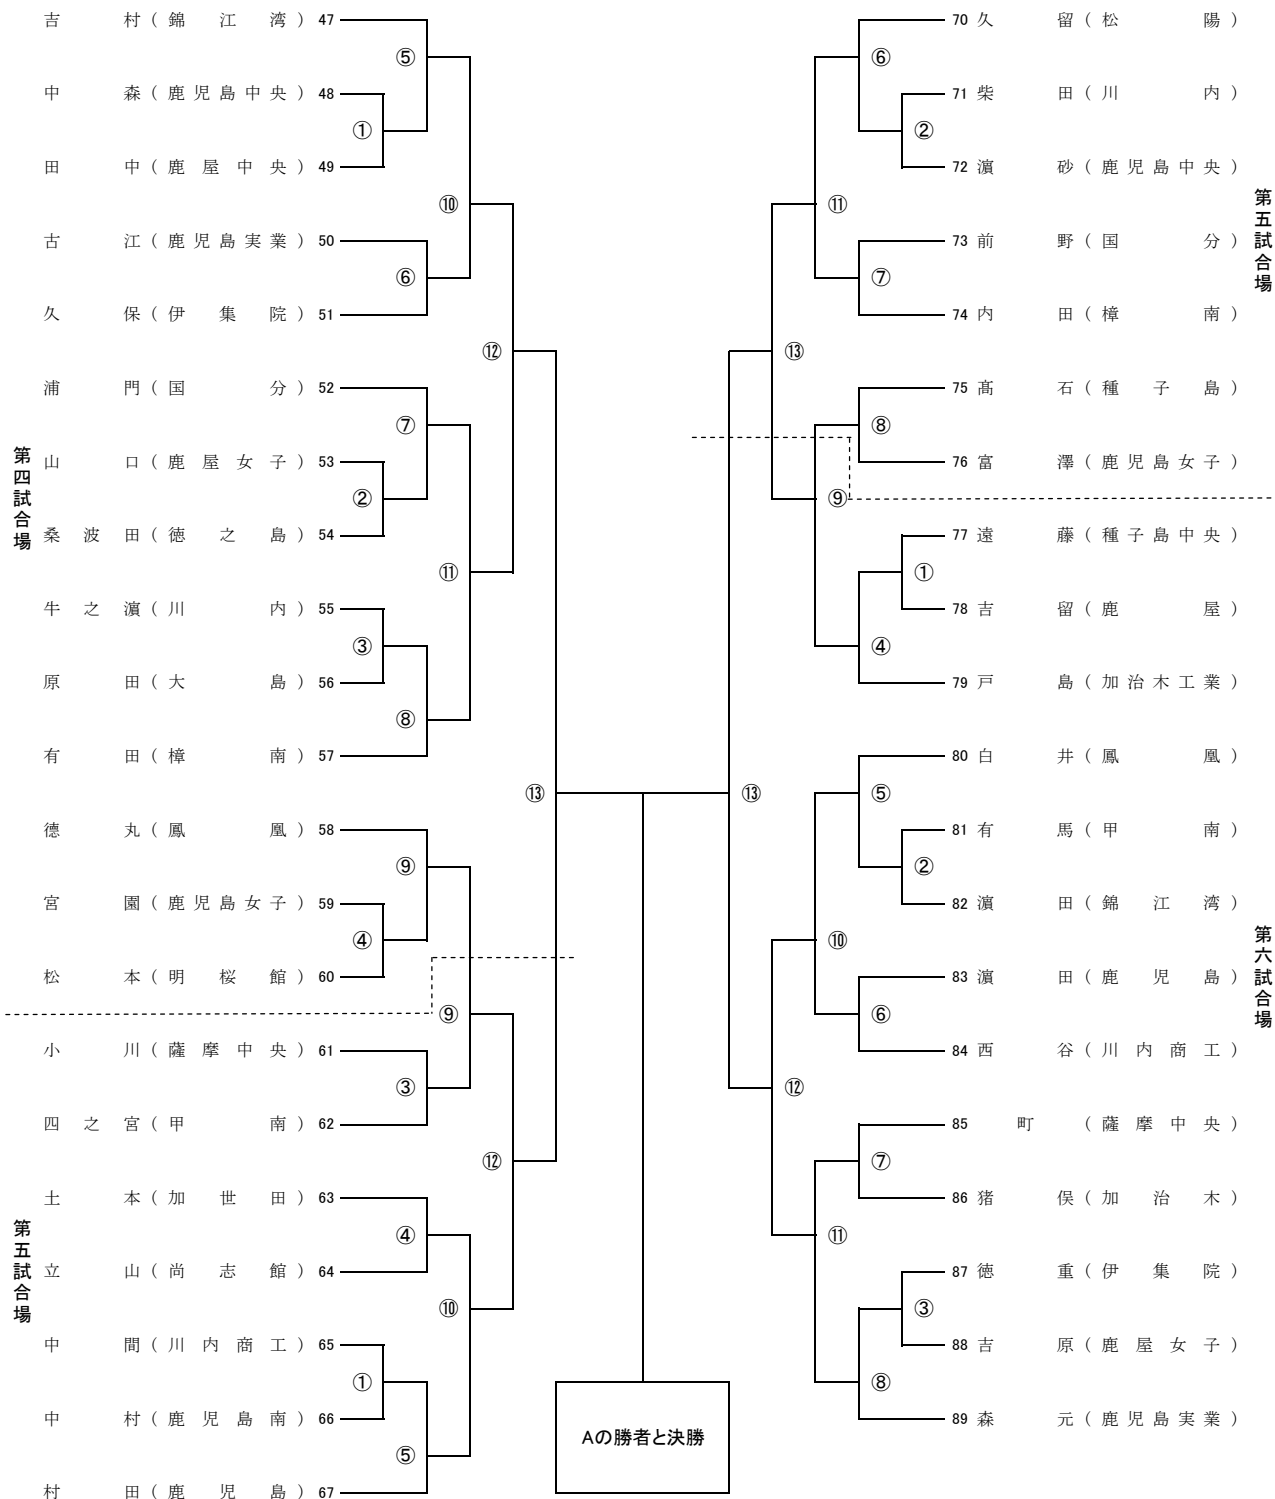 吉村(錦江湾) 47
⑤
中森(鹿児島中央) 48
①
田中(鹿屋中央) 49
⑩
古江(鹿児島実業) 50
⑥
久保(伊集院) 51
⑫
浦門(国分) 52
⑦
山口(鹿屋女子) 53
②
桑波田(徳之島) 54
⑪
牛之濵(川内) 55
③
原田(大島) 56
⑧
有田(樟南) 57
⑬
德丸(鳳凰) 58
⑨
宮園(鹿児島女子) 59
④
松本(明桜館) 60
⑨
小川(薩摩中央) 61
③
四之宮(甲南) 62
⑫
土本(加世田) 63
④
立山(尚志館) 64
⑩
中間(川内商工) 65
①
中村(鹿児島南) 66
⑤
村田(鹿児島) 67
第四試合場
第五試合場
Aの勝者と決勝
70 久留(松陽)
⑥
71 柴田(川内)
②
72 濵砂(鹿児島中央)
⑪
73 前野(国分)
⑦
74 内田(樟南)
⑬
75 髙石(種子島)
⑧
76 富澤(鹿児島女子)
⑨
77 遠藤(種子島中央)
①
78 吉留(鹿屋)
④
79 戸島(加治木工業)
80 白井(鳳凰)
⑬
⑤
81 有馬(甲南)
②
82 濵田(錦江湾)
⑩
83 濵田(鹿児島)
⑥
84 西谷(川内商工)
⑫
85 町(薩摩中央)
⑦
86 猪俣(加治木)
⑪
87 徳重(伊集院)
③
88 吉原(鹿屋女子)
⑧
89 森元(鹿児島実業)
第五試合場
第六試合場